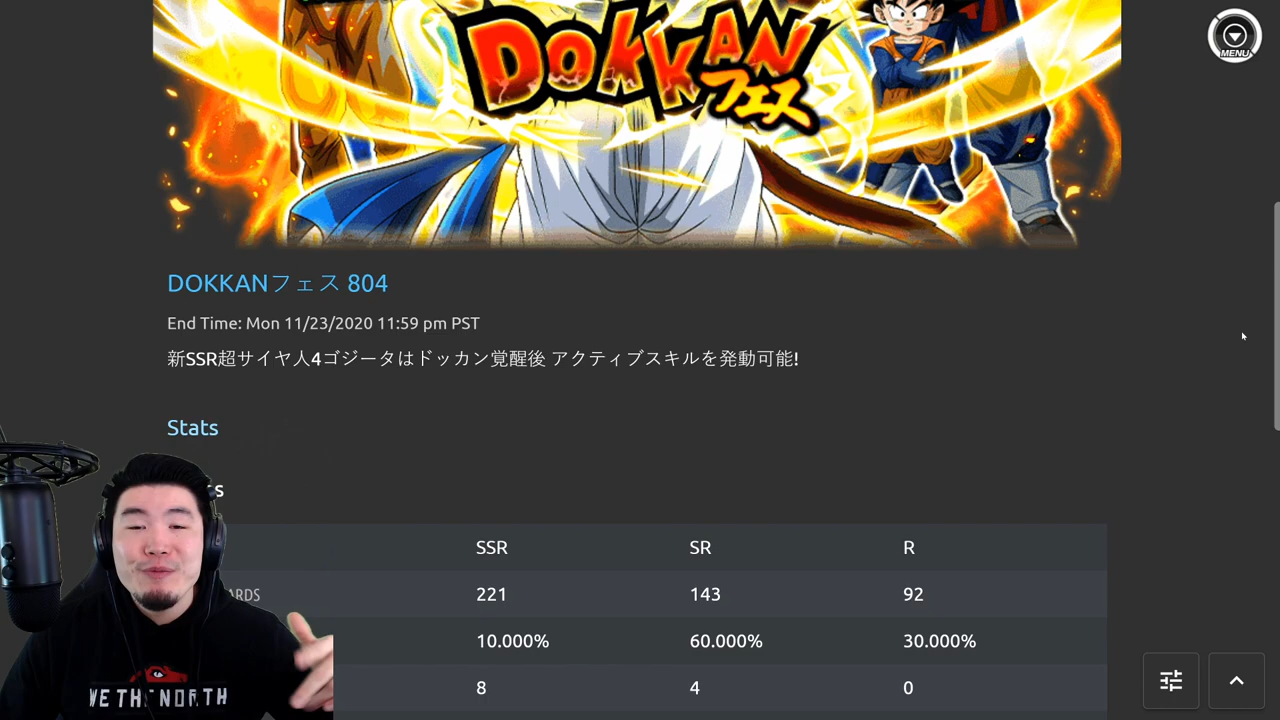 DOKKAN
フェス
MENU
DOKKANフェス 804
End Time: Mon 11/23/2020 11:59 pm PST
新SSR超サイヤ人4ゴジータはドッカン覚醒後 アクティブスキルを発動可能!
Stats
SSR SR R
221 143 92
10.000% 60.000% 30.000%
8 4 0
WE THE NORTH